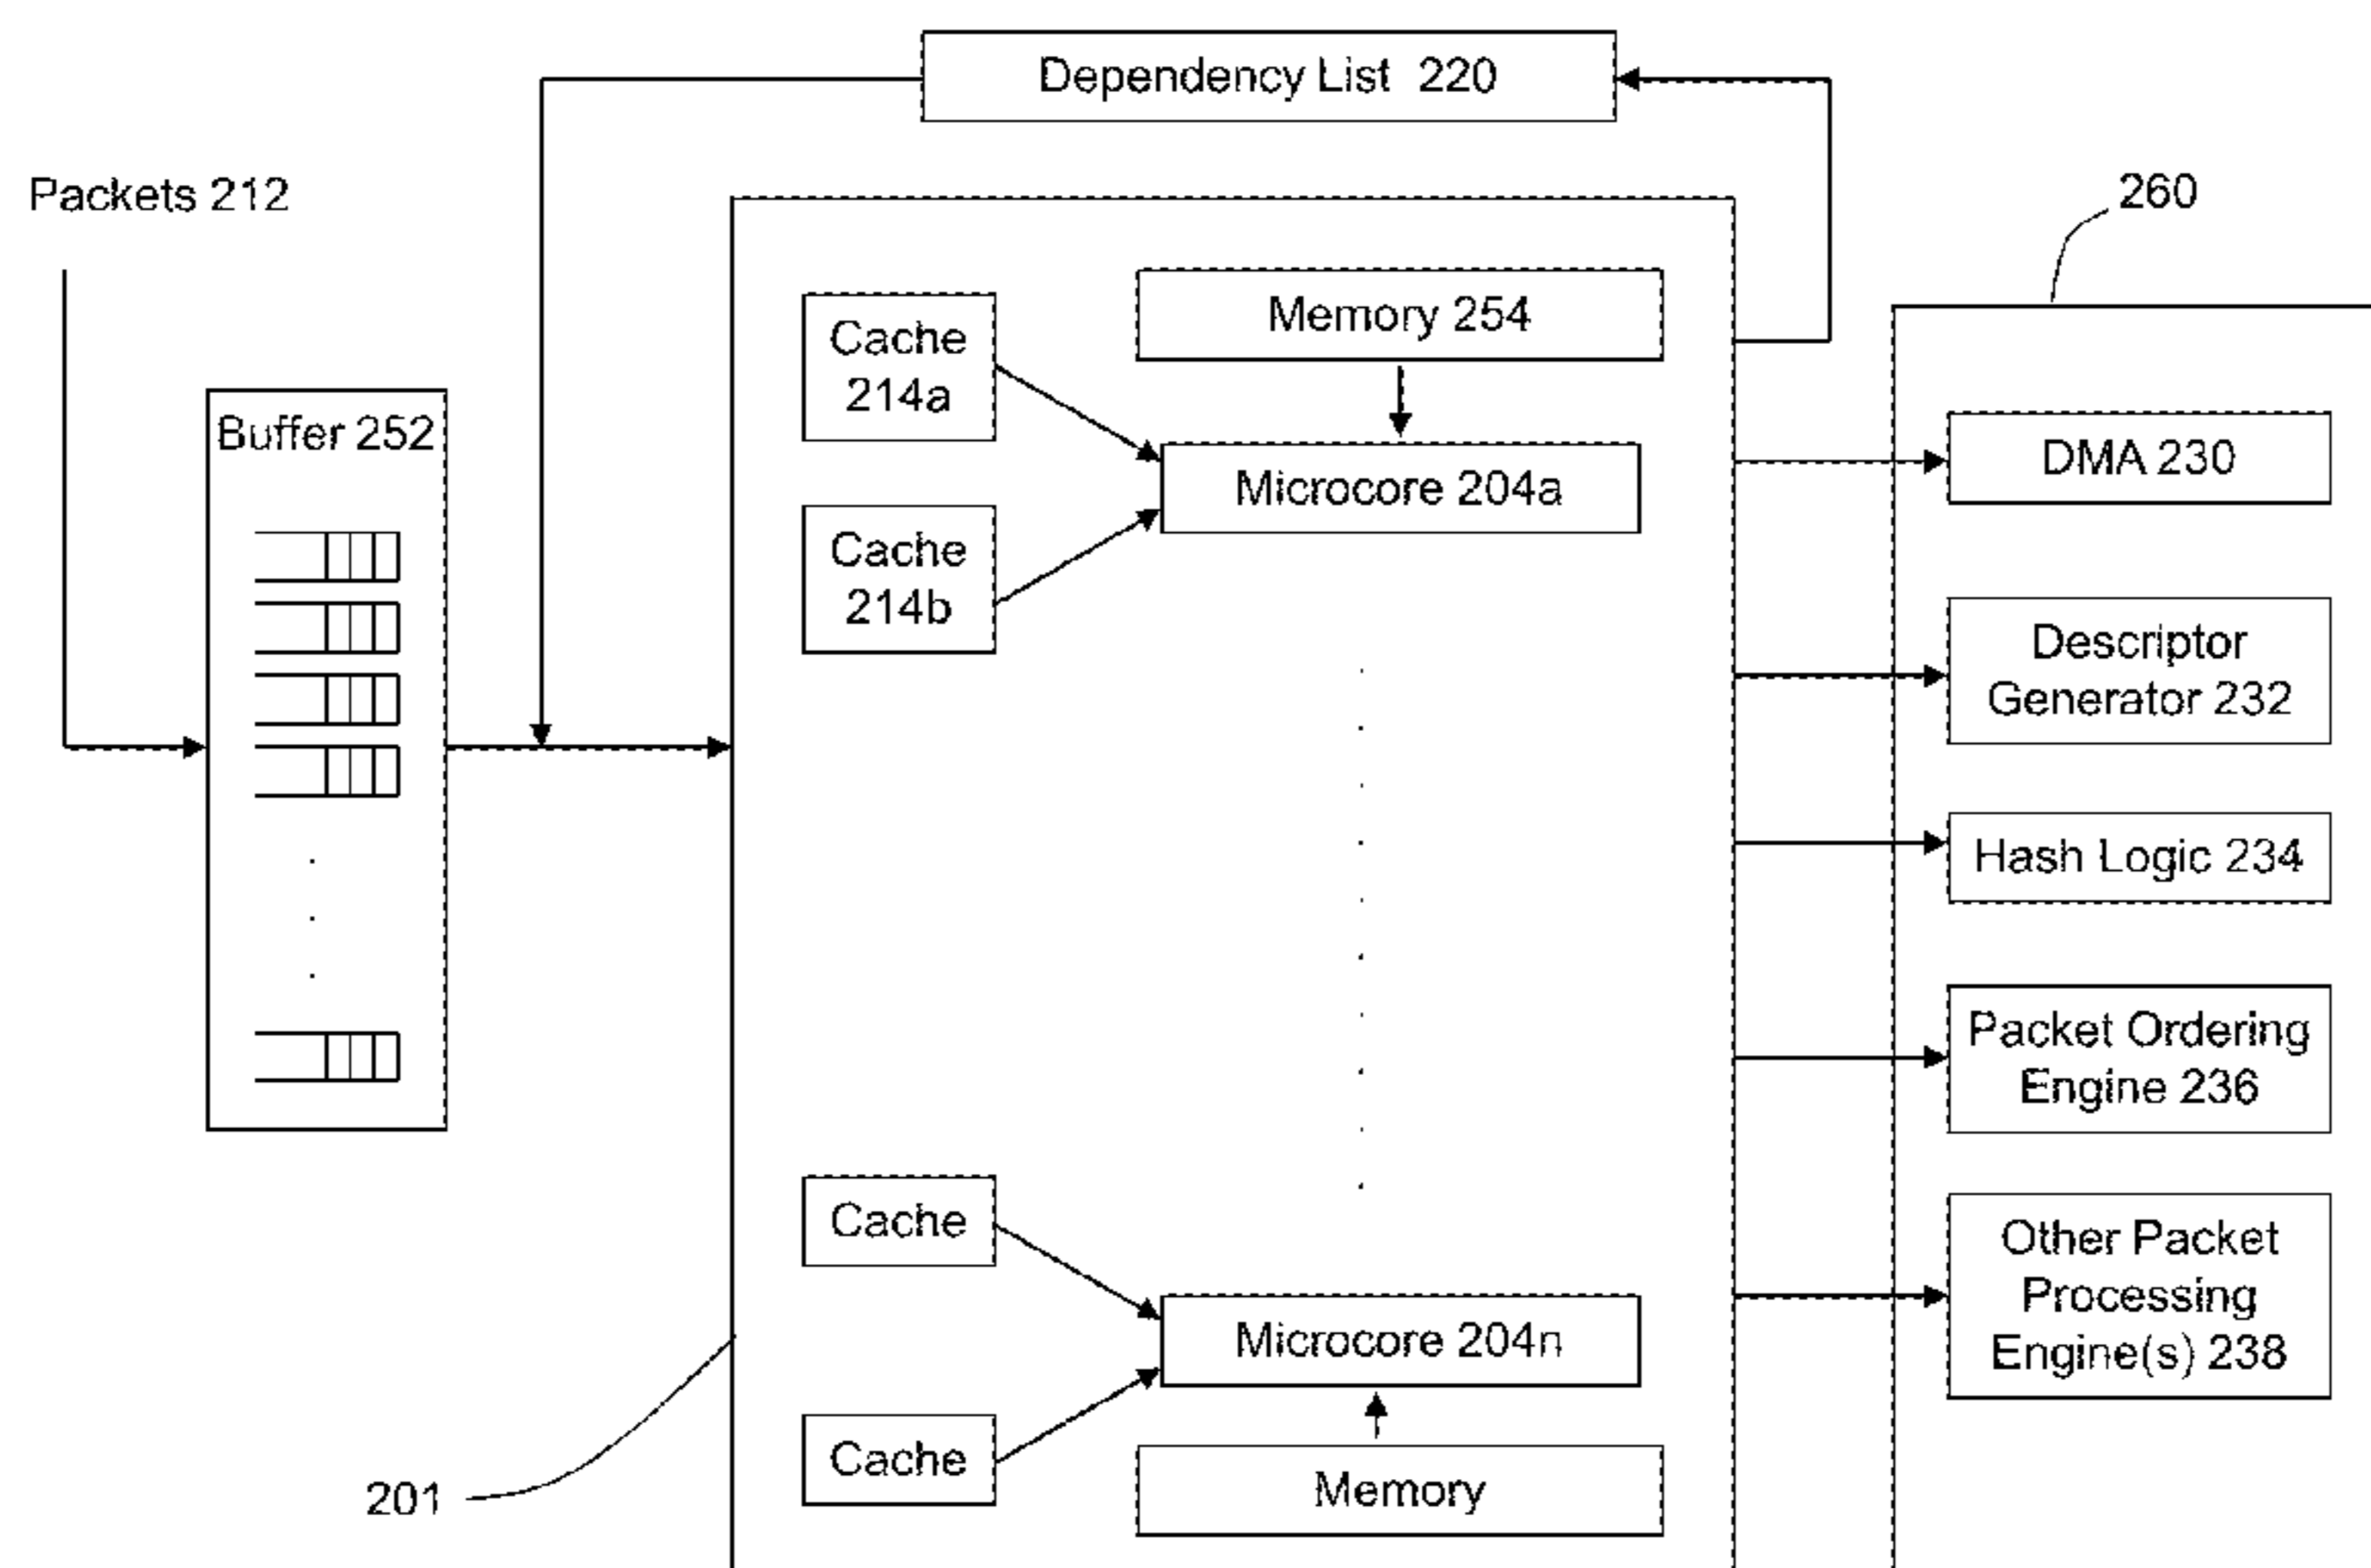 Dependency List 220
Packets 212
260
Cache
214a
Memory 254
Buffer 252
Microcore 204a
DMA 230
Cache
214b
Descriptor
Generator 232
Hash Logic 234
Packet Ordering
Engine 236
Cache
Other Packet
Processing
Engine(s) 238
Microcore 204n
Cache
Memory
201